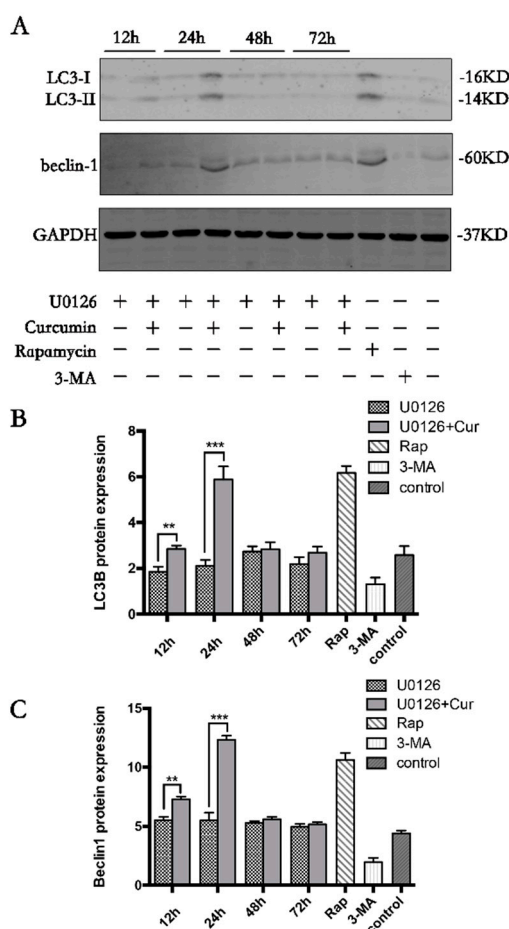 A
12h 24h 48h 72h
LC3-I -16KD
LC3-II -14KD
beclin-1 -60KD
GAPDH -37KD
U0126 + + + + + + + + − − −
Curcumin − + − + − + − + − − −
Rapamycin − − − − − − − − + − −
3-MA − − − − − − − − − + −
B
U0126
U0126+Cur
Rap
3-MA
control
LC3B protein expression
8
6
4
2
0
**
***
12h 24h 48h 72h Rap 3-MA control
C
U0126
U0126+Cur
Rap
3-MA
control
Beclin1 protein expression
15
10
5
0
**
***
12h 24h 48h 72h Rap 3-MA control